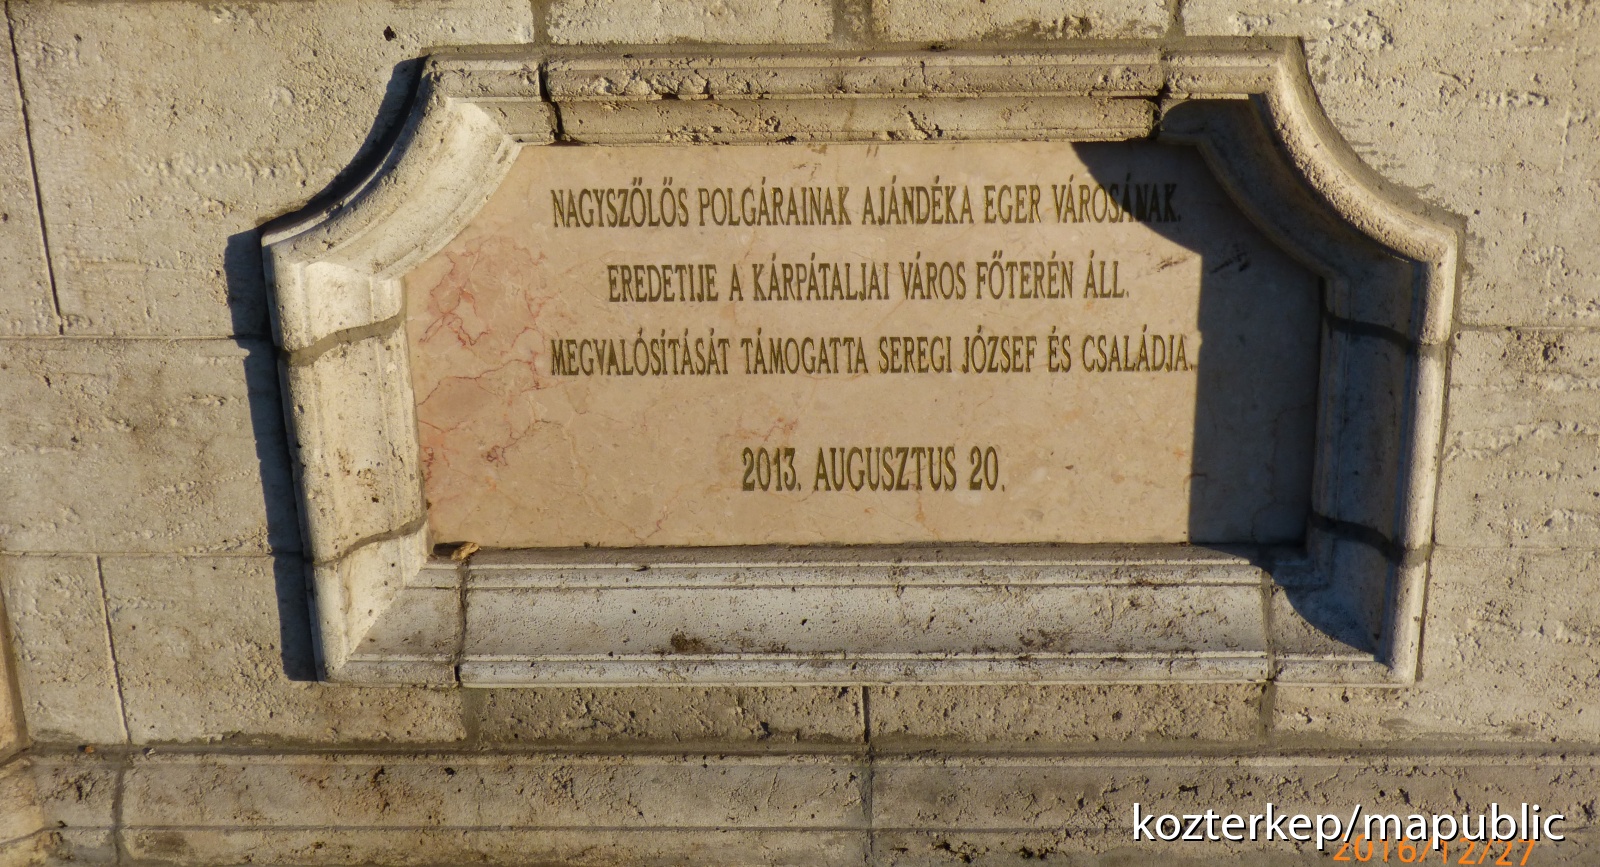 NAGYSZŐLŐS POLGÁRAINAK AJÁNDÉKA EGER VÁROSÁNAK.
EREDETIJE A KÁRPÁTALJAI VÁROS FŐTERÉN ÁLL.
MEGVALÓSÍTÁSÁT TÁMOGATTA SEREGI JÓZSEF ÉS CSALÁDJA.
2013. AUGUSZTUS 20.
kozterkep/mapublic
2016/12/27